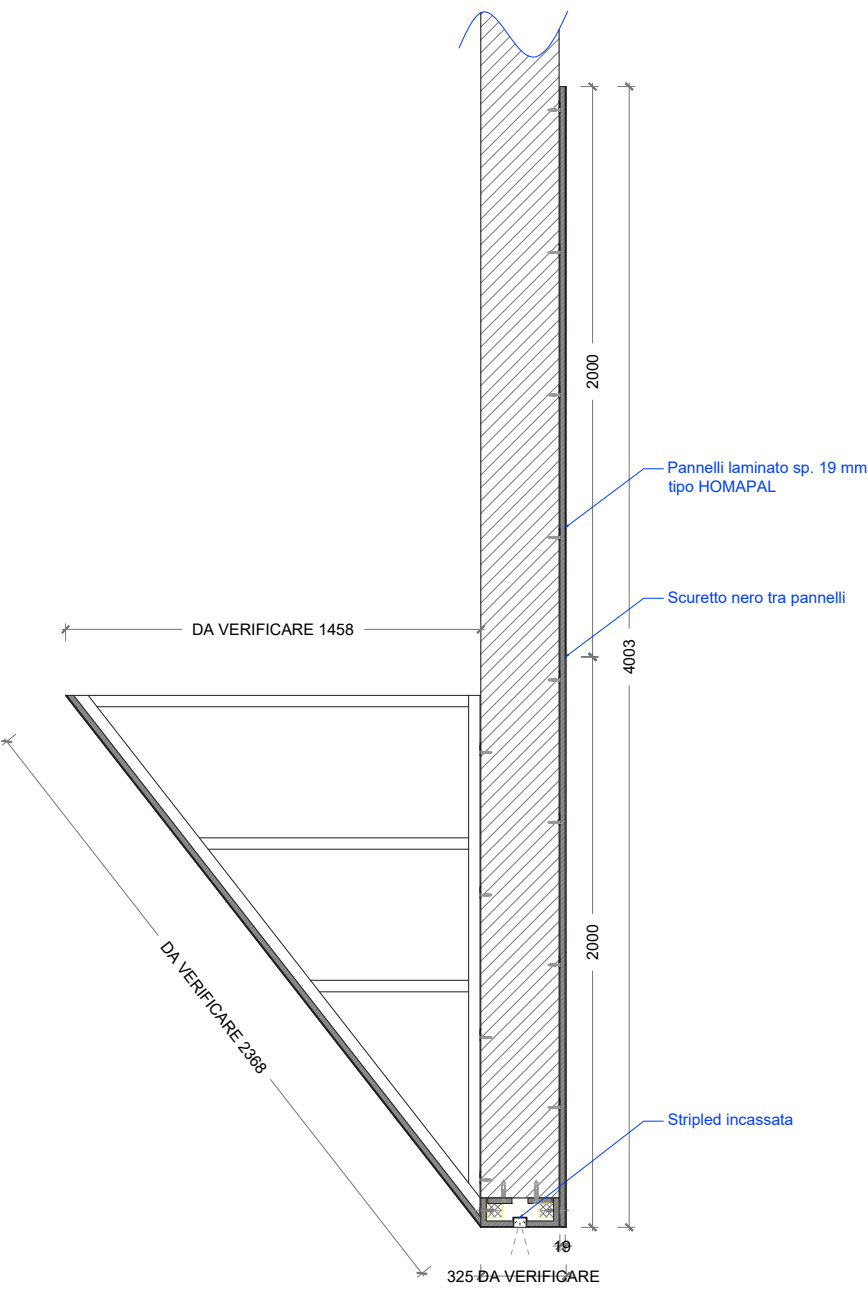 2000
Pannelli laminato sp. 19 mm
tipo HOMAPAL
Scuretto nero tra pannelli
DA VERIFICARE 1458
4003
2000
DA VERIFICARE 2368
Stripled incassata
19
325 DA VERIFICARE